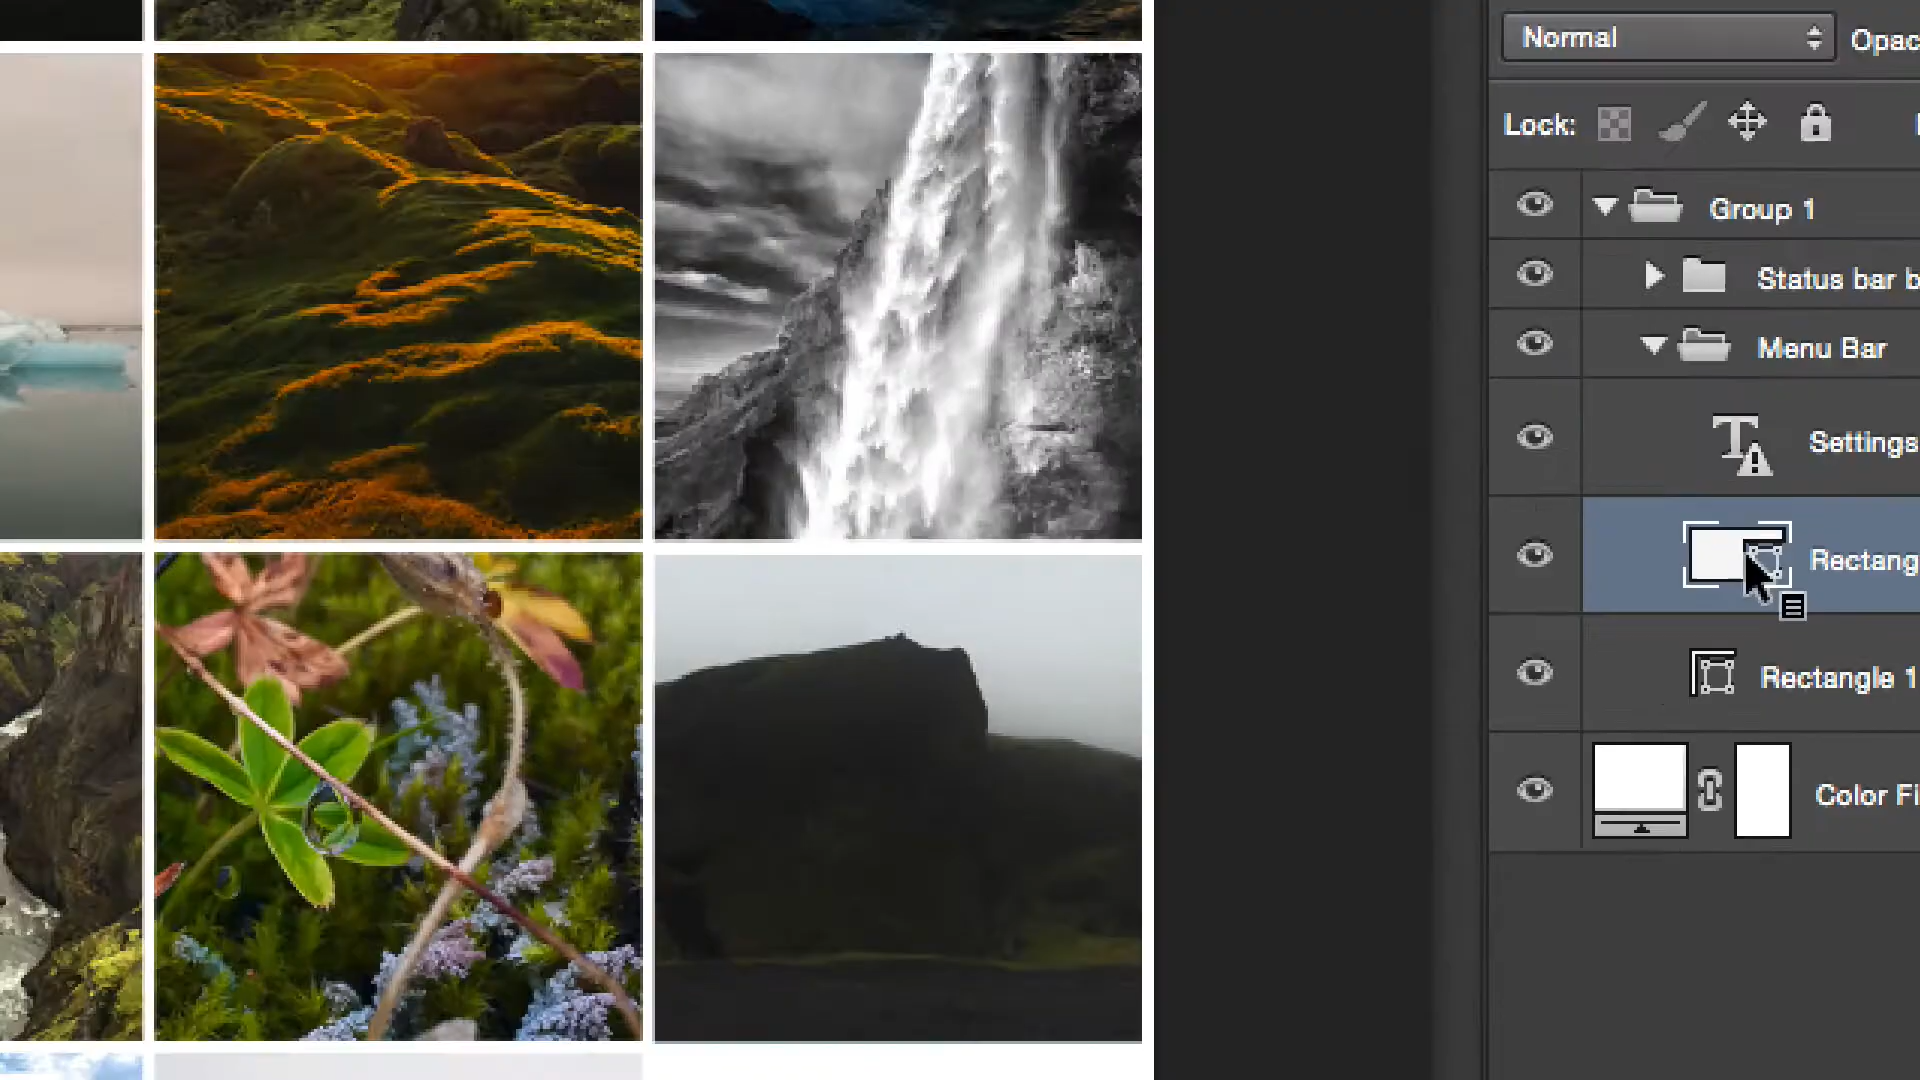 Normal
Opac
Lock:
Group 1
Status bar b
Menu Bar
Settings
Rectang
Rectangle 1
Color Fi